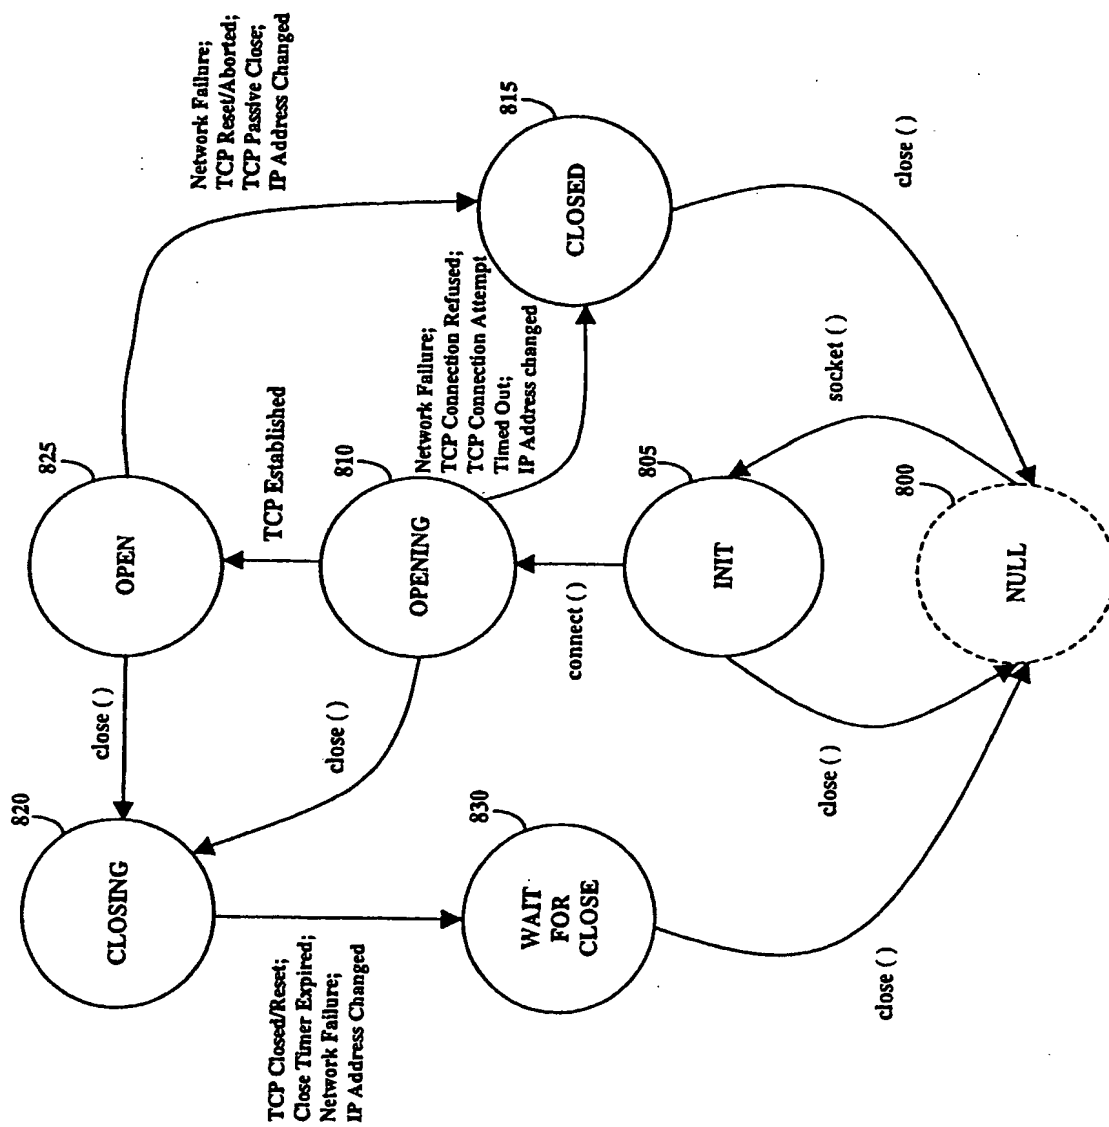 820
CLOSING
TCP Closed/Reset;
Close Timer Expired;
Network Failure;
IP Address Changed
830
WAIT
FOR
CLOSE
close ( )
close ( )
825
OPEN
TCP Established
close ( )
810
OPENING
connect ( )
805
INIT
close ( )
socket ( )
800
NULL
Network Failure;
TCP Reset/Aborted;
TCP Passive Close;
IP Address Changed
Network Failure;
TCP Connection Refused;
TCP Connection Attempt
Timed Out;
IP Address changed
815
CLOSED
close ( )